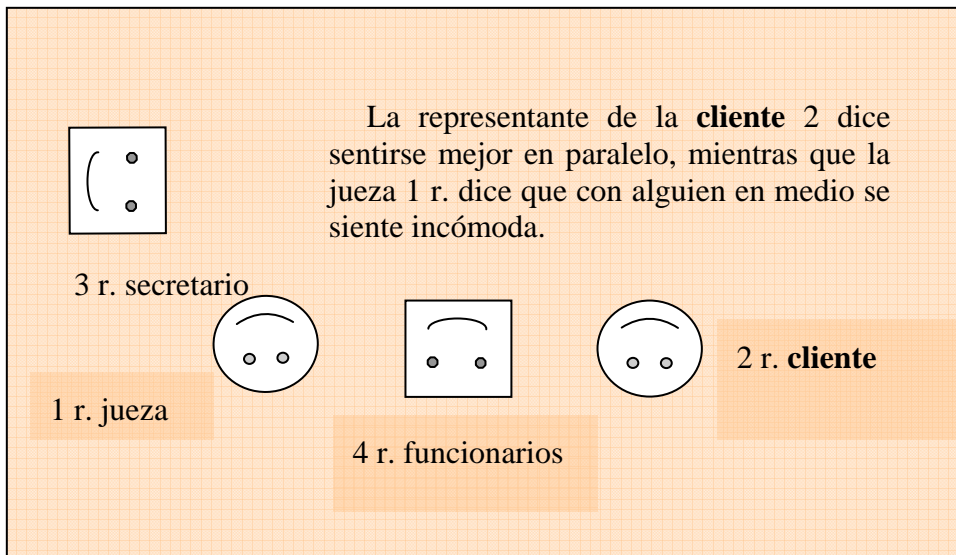 La representante de la cliente 2 dice
sentirse mejor en paralelo, mientras que la
jueza 1 r. dice que con alguien en medio se
siente incómoda.
3 r. secretario
2 r. cliente
1 r. jueza
4 r. funcionarios